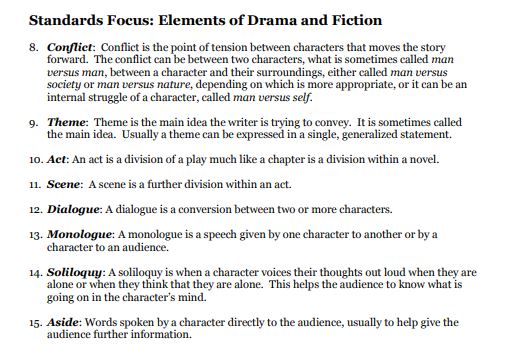 Standards Focus: Elements of Drama and Fiction
8. Conflict: Conflict is the point of tension between characters that moves the story
forward. The conflict can be between two characters, what is sometimes called man
versus man, between a character and their surroundings, either called man versus
society or man versus nature, depending on which is more appropriate, or it can be an
internal struggle of a character, called man versus self.
9. Theme: Theme is the main idea the writer is trying to convey. It is sometimes called
the main idea. Usually a theme can be expressed in a single, generalized statement.
10. Act: An act is a division of a play much like a chapter is a division within a novel.
11. Scene: A scene is a further division within an act.
12. Dialogue: A dialogue is a conversion between two or more characters.
13. Monologue: A monologue is a speech given by one character to another or by a
character to an audience.
14. Soliloquy: A soliloquy is when a character voices their thoughts out loud when they are
alone or when they think that they are alone. This helps the audience to know what is
going on in the character's mind.
15. Aside: Words spoken by a character directly to the audience, usually to help give the
audience further information.